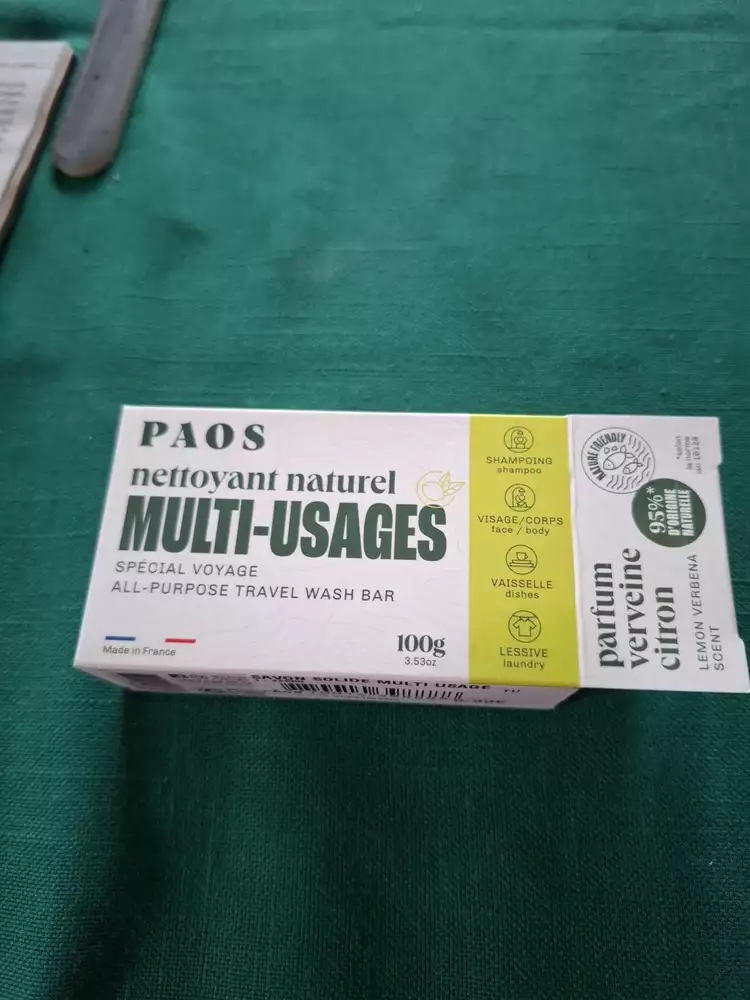 PAOS
nettoyant naturel
MULTI-USAGES
SPÉCIAL VOYAGE
ALL-PURPOSE TRAVEL WASH BAR
Made in France
100g
3.53oz
SHAMPOING
shampoo
VISAGE/CORPS
face / body
VAISSELLE
dishes
LESSIVE
laundry
NATURE FRIENDLY
95%*
D'ORIGINE
NATURELLE
parfum
verveine
citron
LEMON VERBENA
SCENT
SAVON SOLIDE MULTI USAGE